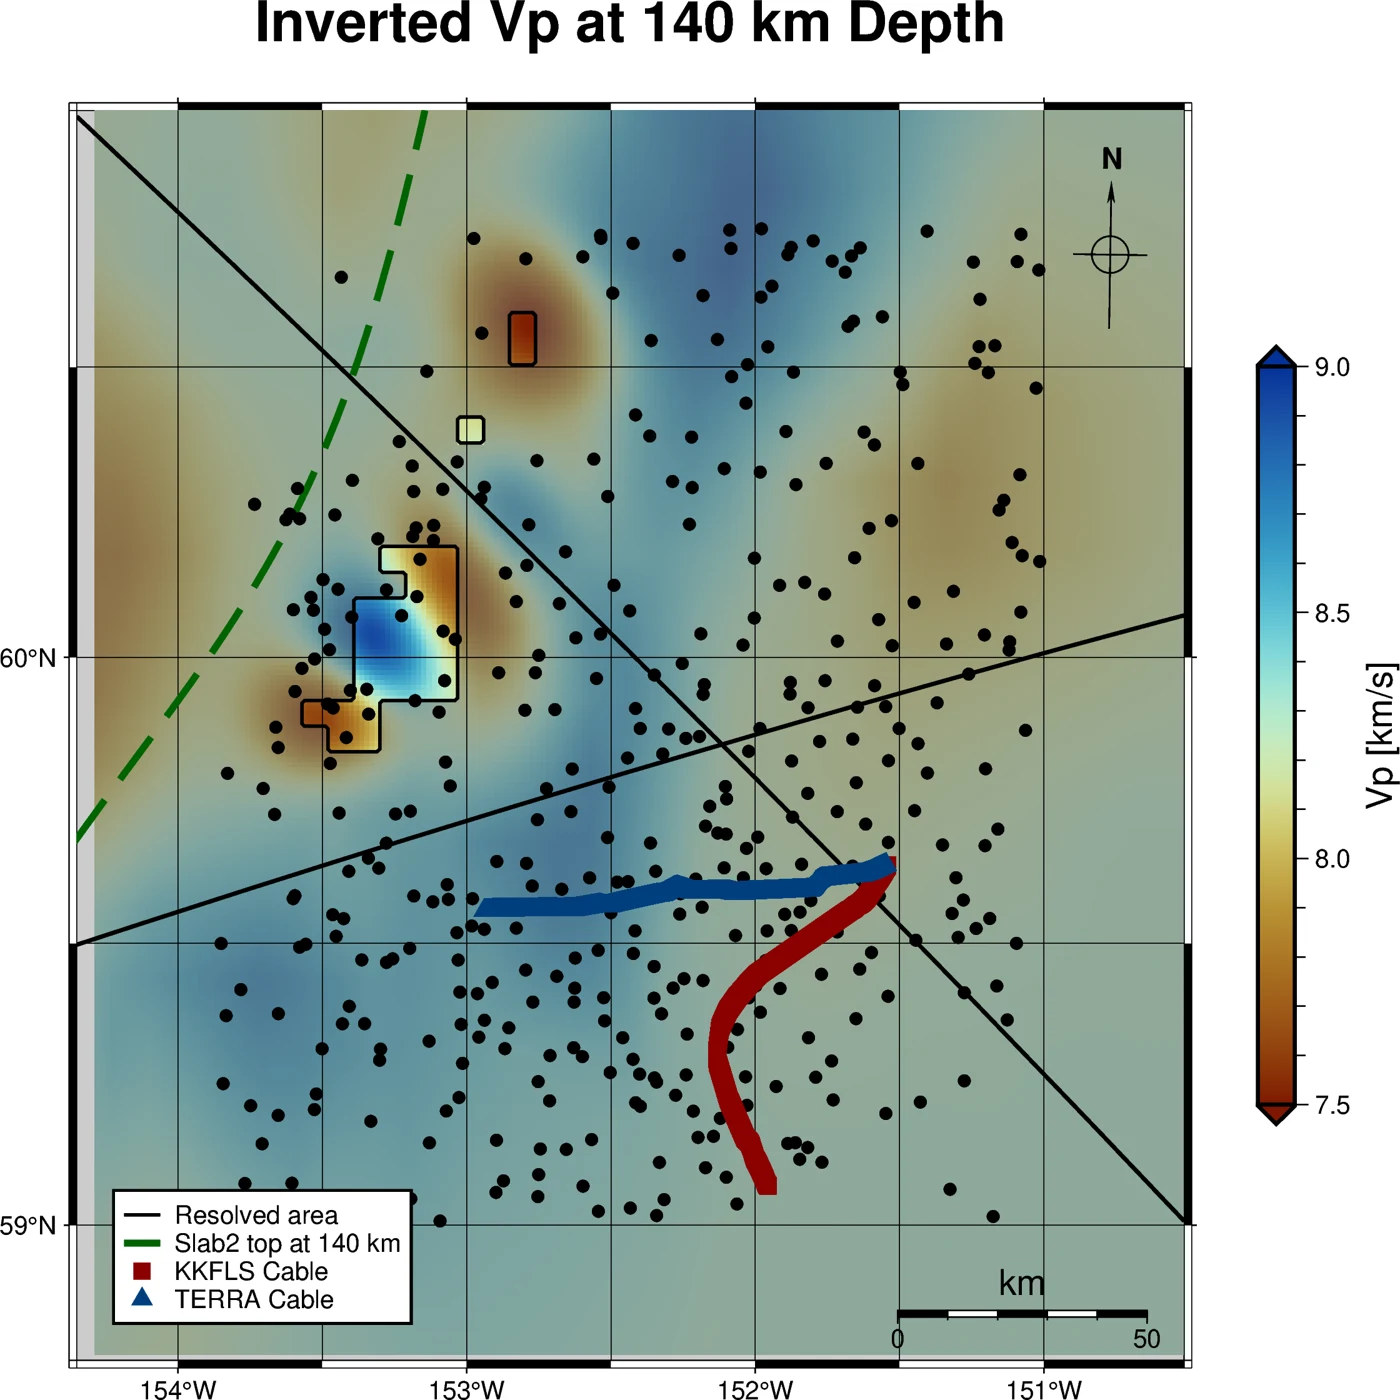 Inverted Vp at 140 km Depth
N
9.0
8.5
8.0
7.5
Vp [km/s]
60°N
59°N
Resolved area
Slab2 top at 140 km
KKFLS Cable
TERRA Cable
km
0 50
154°W 153°W 152°W 151°W